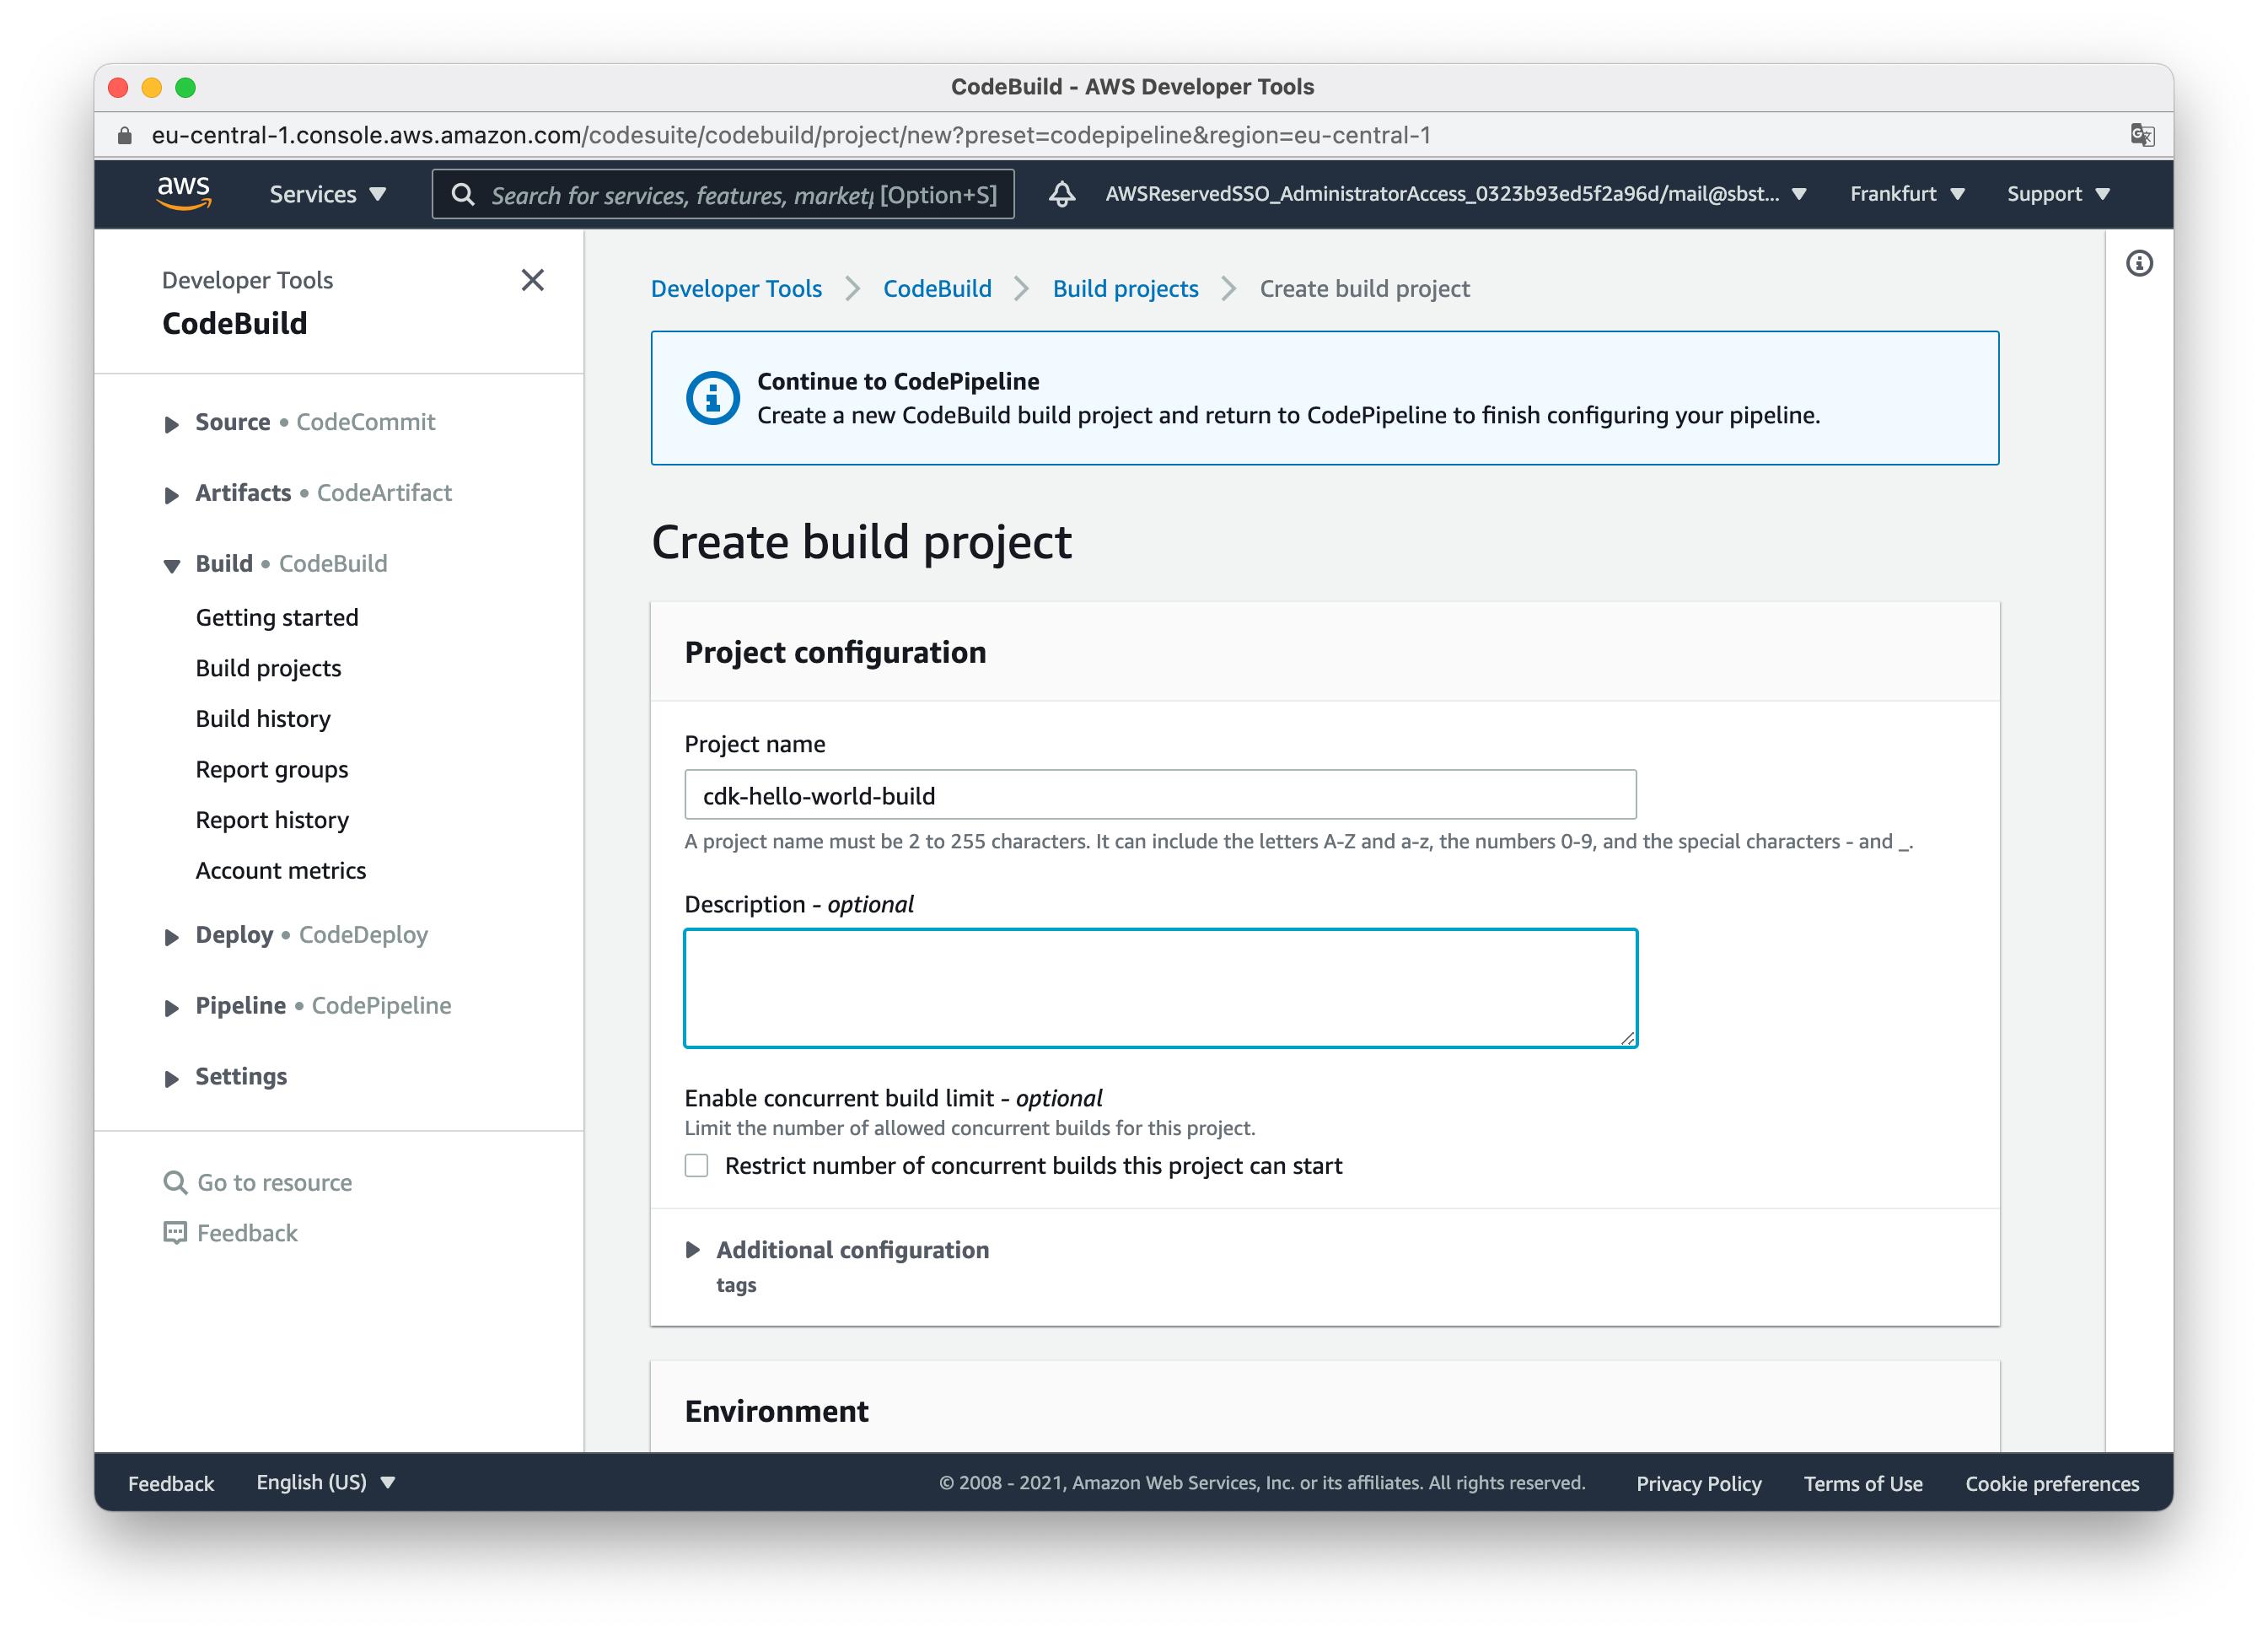 CodeBuild - AWS Developer Tools
eu-central-1.console.aws.amazon.com/codesuite/codebuild/project/new?preset=codepipeline&region=eu-central-1
aws
Services
Search for services, features, market [Option+S]
AWSReservedSSO_AdministratorAccess_0323b93ed5f2a96d/mail@sbst...
Frankfurt
Support
Developer Tools
CodeBuild
Source • CodeCommit
Artifacts • CodeArtifact
Build • CodeBuild
Getting started
Build projects
Build history
Report groups
Report history
Account metrics
Deploy • CodeDeploy
Pipeline • CodePipeline
Settings
Go to resource
Feedback
Developer Tools > CodeBuild > Build projects > Create build project
Continue to CodePipeline
Create a new CodeBuild build project and return to CodePipeline to finish configuring your pipeline.
Create build project
Project configuration
Project name
cdk-hello-world-build
A project name must be 2 to 255 characters. It can include the letters A-Z and a-z, the numbers 0-9, and the special characters - and _.
Description - optional
Enable concurrent build limit - optional
Limit the number of allowed concurrent builds for this project.
Restrict number of concurrent builds this project can start
Additional configuration
tags
Environment
Feedback
English (US)
© 2008 - 2021, Amazon Web Services, Inc. or its affiliates. All rights reserved.
Privacy Policy
Terms of Use
Cookie preferences